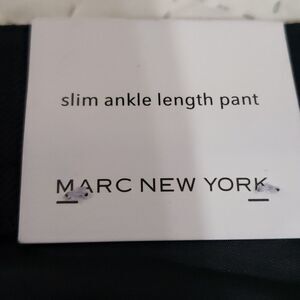 slim ankle length pant
MARC NEW YORK